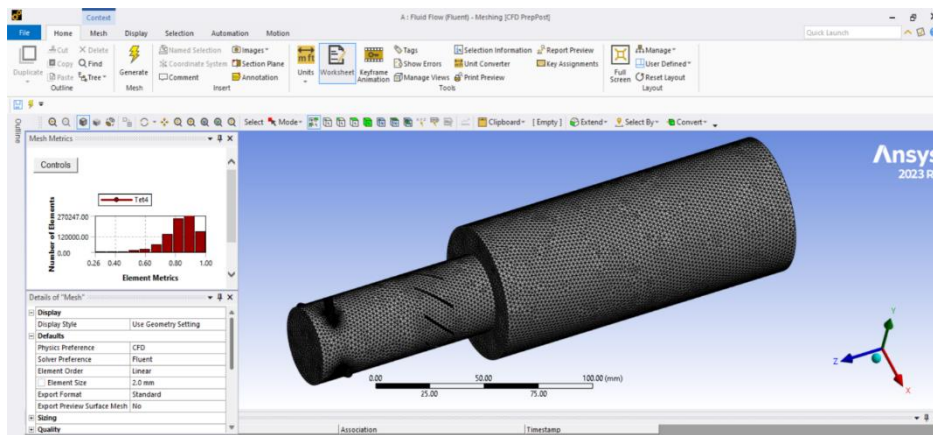 Context
A : Fluid Flow (Fluent) - Meshing [CFD PrepPost]
File Home Mesh Display Selection Automation Motion
Quick Launch
Duplicate
Cut
Copy
Paste
Delete
Find
Tree
Outline
Generate
Mesh
Named Selection
Coordinate System
Comment
Images
Section Plane
Annotation
Insert
Units
Worksheet
Keyframe
Animation
Tags
Show Errors
Manage Views
Selection Information
Unit Converter
Print Preview
Report Preview
Key Assignments
Tools
Full
Screen
Manage
User Defined
Reset Layout
Layout
Select Mode Clipboard [ Empty ] Extend Select By Convert
Outline
Mesh Metrics
Controls
Tet4
Number of Elements
270247.00
120000.00
0.00
0.26 0.40 0.60 0.80 1.00
Element Metrics
Details of "Mesh"
Display
Display Style Use Geometry Setting
Defaults
Physics Preference CFD
Solver Preference Fluent
Element Order Linear
Element Size 2.0 mm
Export Format Standard
Export Preview Surface Mesh No
Sizing
Quality
Ansys
2023 R
0.00 50.00 100.00 (mm)
25.00 75.00
Y
Z
X
Association Timestamp